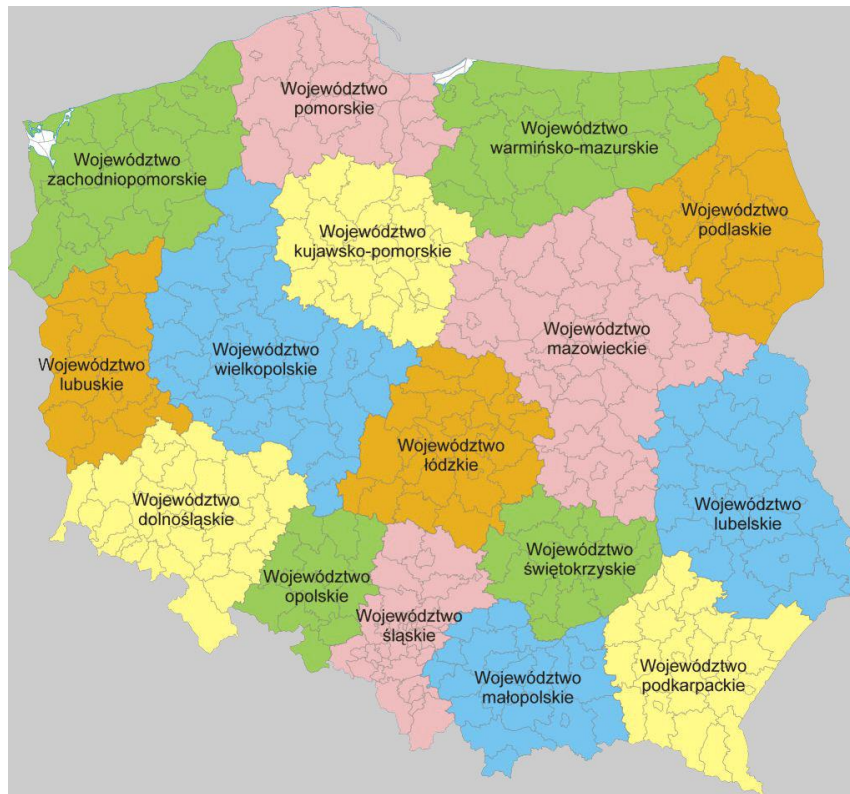 Województwo
pomorskie
Województwo
warmińsko-mazurskie
Województwo
zachodniopomorskie
Województwo
podlaskie
Województwo
kujawsko-pomorskie
Województwo
mazowieckie
Województwo
wielkopolskie
Województwo
lubuskie
Województwo
łódzkie
Województwo
dolnośląskie
Województwo
lubelskie
Województwo
świętokrzyskie
Województwo
opolskie
Województwo
śląskie
Województwo
małopolskie
Województwo
podkarpackie